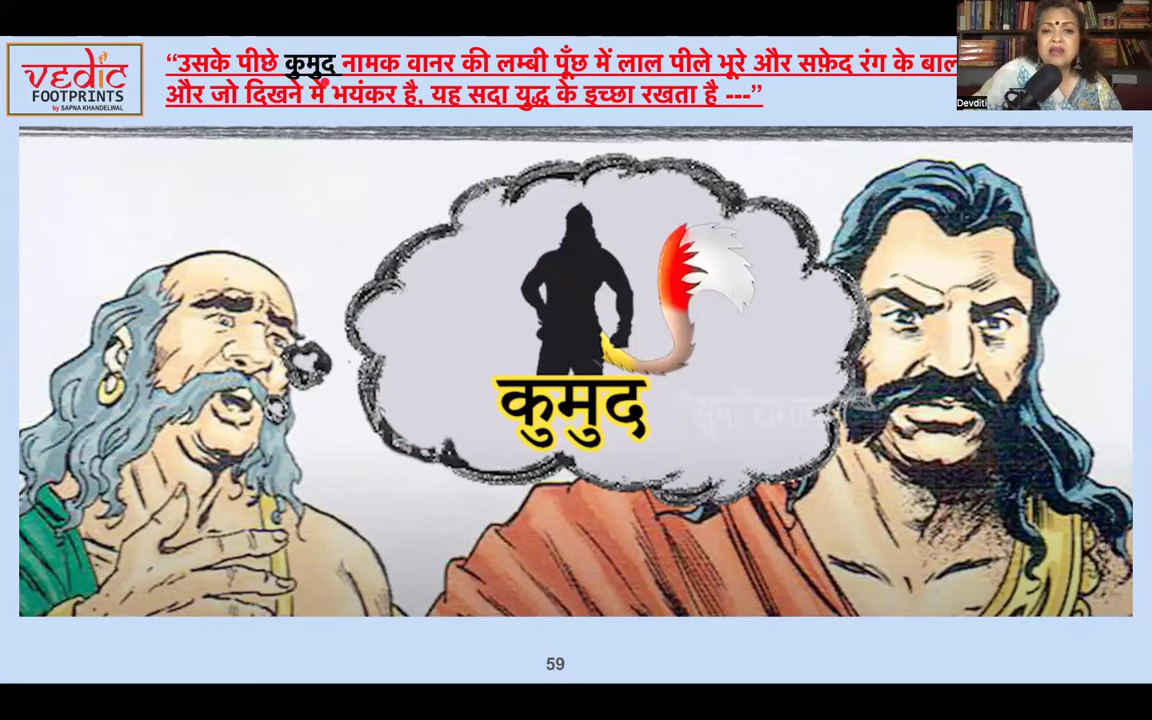 vedic
FOOTPRINTS
by SAPNA KHANDELWAL
“उसके पीछे कुमुद नामक वानर की लम्बी पूँछ में लाल पीले भूरे और सफ़ेद रंग के बाल
और जो दिखने में भयंकर है, यह सदा युद्ध के इच्छा रखता है ---”
Devditi
कुमुद
59